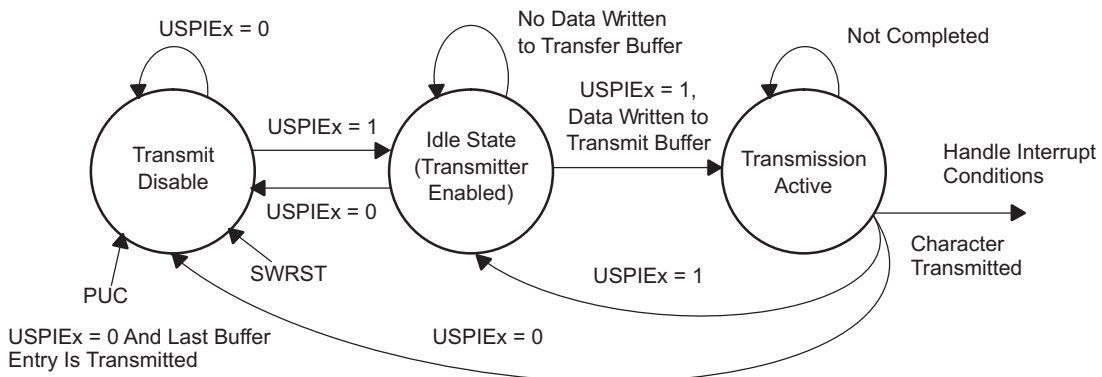 USPIEx = 0
No Data Written
to Transfer Buffer
Not Completed
USPIEx = 1,
Data Written to
Transmit Buffer
USPIEx = 1
Transmit
Disable
Idle State
(Transmitter
Enabled)
Transmission
Active
Handle Interrupt
Conditions
USPIEx = 0
SWRST
PUC
USPIEx = 1
Character
Transmitted
USPIEx = 0 And Last Buffer
Entry Is Transmitted
USPIEx = 0